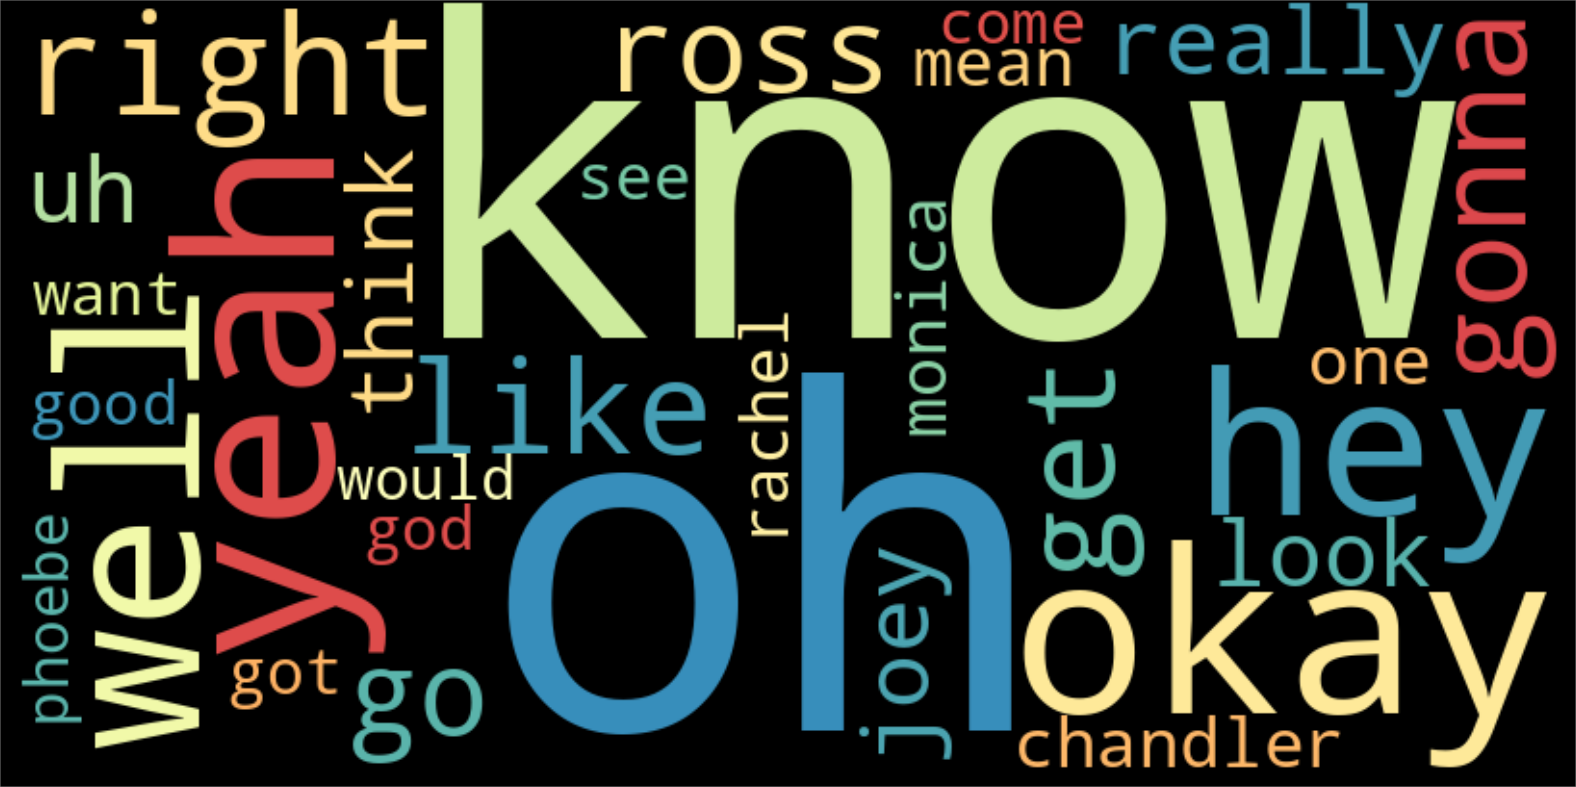 right
know
ross
come
mean
really
gonna
uh
yeah
think
see
monica
want
well
good
like
rachel
one
get
hey
would
oh
god
look
phoebe
joey
okay
got
go
chandler